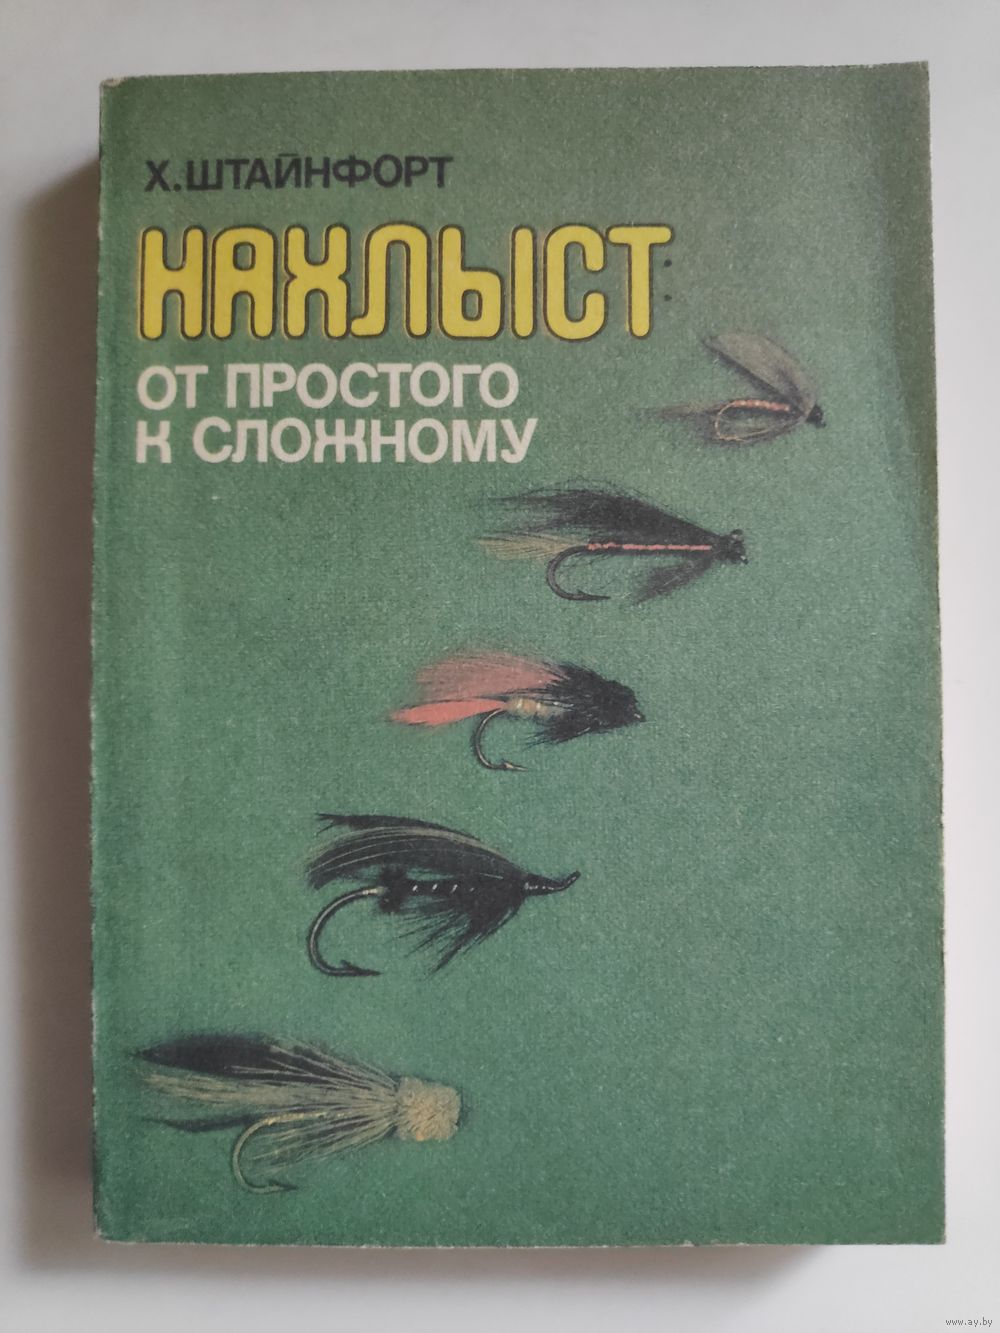 Х.ШТАЙНФОРТ
НАХЛЫСТ:
ОТ ПРОСТОГО
К СЛОЖНОМУ
www.ay.by